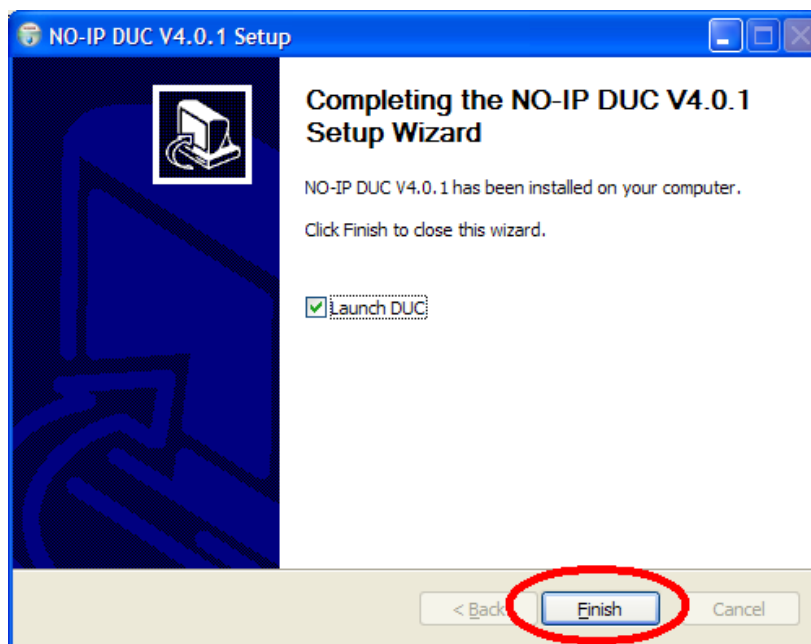 NO-IP DUC V4.0.1 Setup
Completing the NO-IP DUC V4.0.1
Setup Wizard
NO-IP DUC V4.0.1 has been installed on your computer.
Click Finish to close this wizard.
Launch DUC
< Back
Finish
Cancel